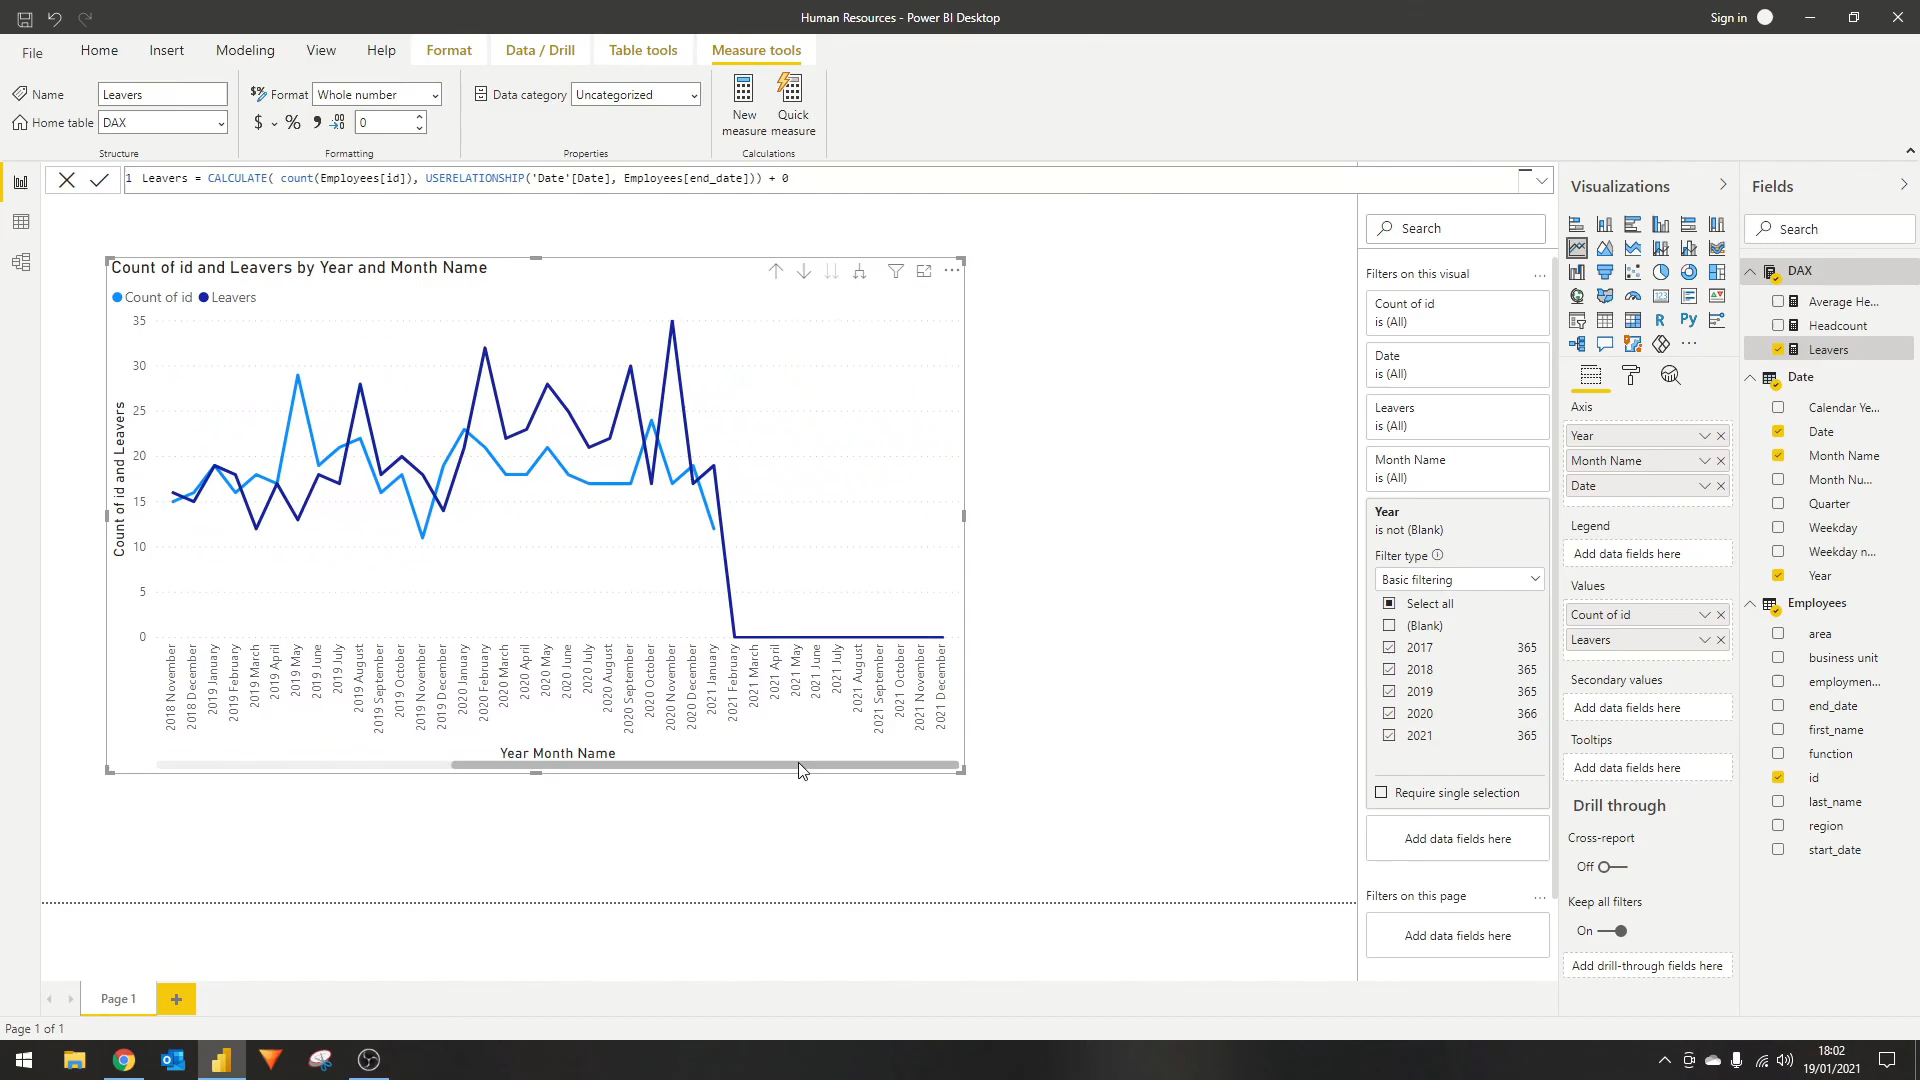 Human Resources - Power BI Desktop
Sign in
File Home Insert Modeling View Help Format Data / Drill Table tools Measure tools
Name Leavers
Home table DAX
Structure
Format Whole number
$ % 0
Formatting
Data category Uncategorized
Properties
New measure
Quick measure
Calculations
1 Leavers = CALCULATE( count(Employees[id]), USERELATIONSHIP('Date'[Date], Employees[end_date])) + 0
Count of id and Leavers by Year and Month Name
Count of id Leavers
Count of id and Leavers
35
30
25
20
15
10
5
0
2018 November
2018 December
2019 January
2019 February
2019 March
2019 April
2019 May
2019 June
2019 July
2019 August
2019 September
2019 October
2019 November
2019 December
2020 January
2020 February
2020 March
2020 April
2020 May
2020 June
2020 July
2020 August
2020 September
2020 October
2020 November
2020 December
2021 January
2021 February
2021 March
2021 April
2021 May
2021 June
2021 July
2021 August
2021 September
2021 October
2021 November
2021 December
Year Month Name
Search
Filters on this visual ...
Count of id
is (All)
Date
is (All)
Leavers
is (All)
Month Name
is (All)
Year
is not (Blank)
Filter type
Basic filtering
Select all
(Blank)
2017 365
2018 365
2019 365
2020 366
2021 365
Require single selection
Add data fields here
Filters on this page ...
Add data fields here
Visualizations
R Py
...
Axis
Year
Month Name
Date
Legend
Add data fields here
Values
Count of id
Leavers
Secondary values
Add data fields here
Tooltips
Add data fields here
Drill through
Cross-report
Off
Keep all filters
On
Add drill-through fields here
Fields
Search
DAX
Average He...
Headcount
Leavers
Date
Calendar Ye...
Date
Month Name
Month Nu...
Quarter
Weekday
Weekday n...
Year
Employees
area
business unit
employmen...
end_date
first_name
function
id
last_name
region
start_date
Page 1
Page 1 of 1
18:02
19/01/2021